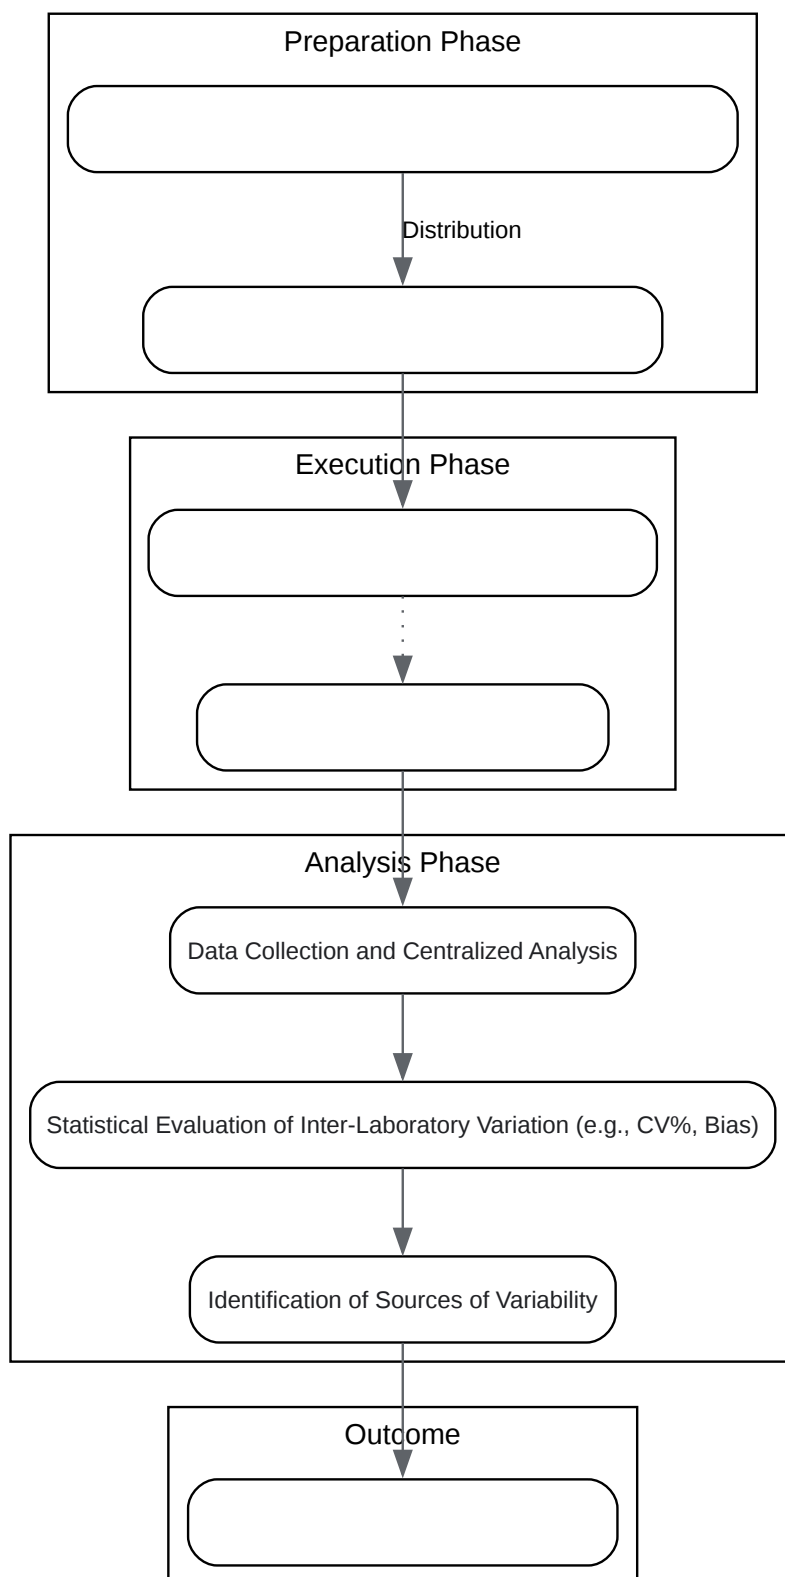 Preparation Phase
Distribution
Execution Phase
Analysis Phase
Data Collection and Centralized Analysis
Statistical Evaluation of Inter-Laboratory Variation (e.g., CV%, Bias)
Identification of Sources of Variability
Outcome